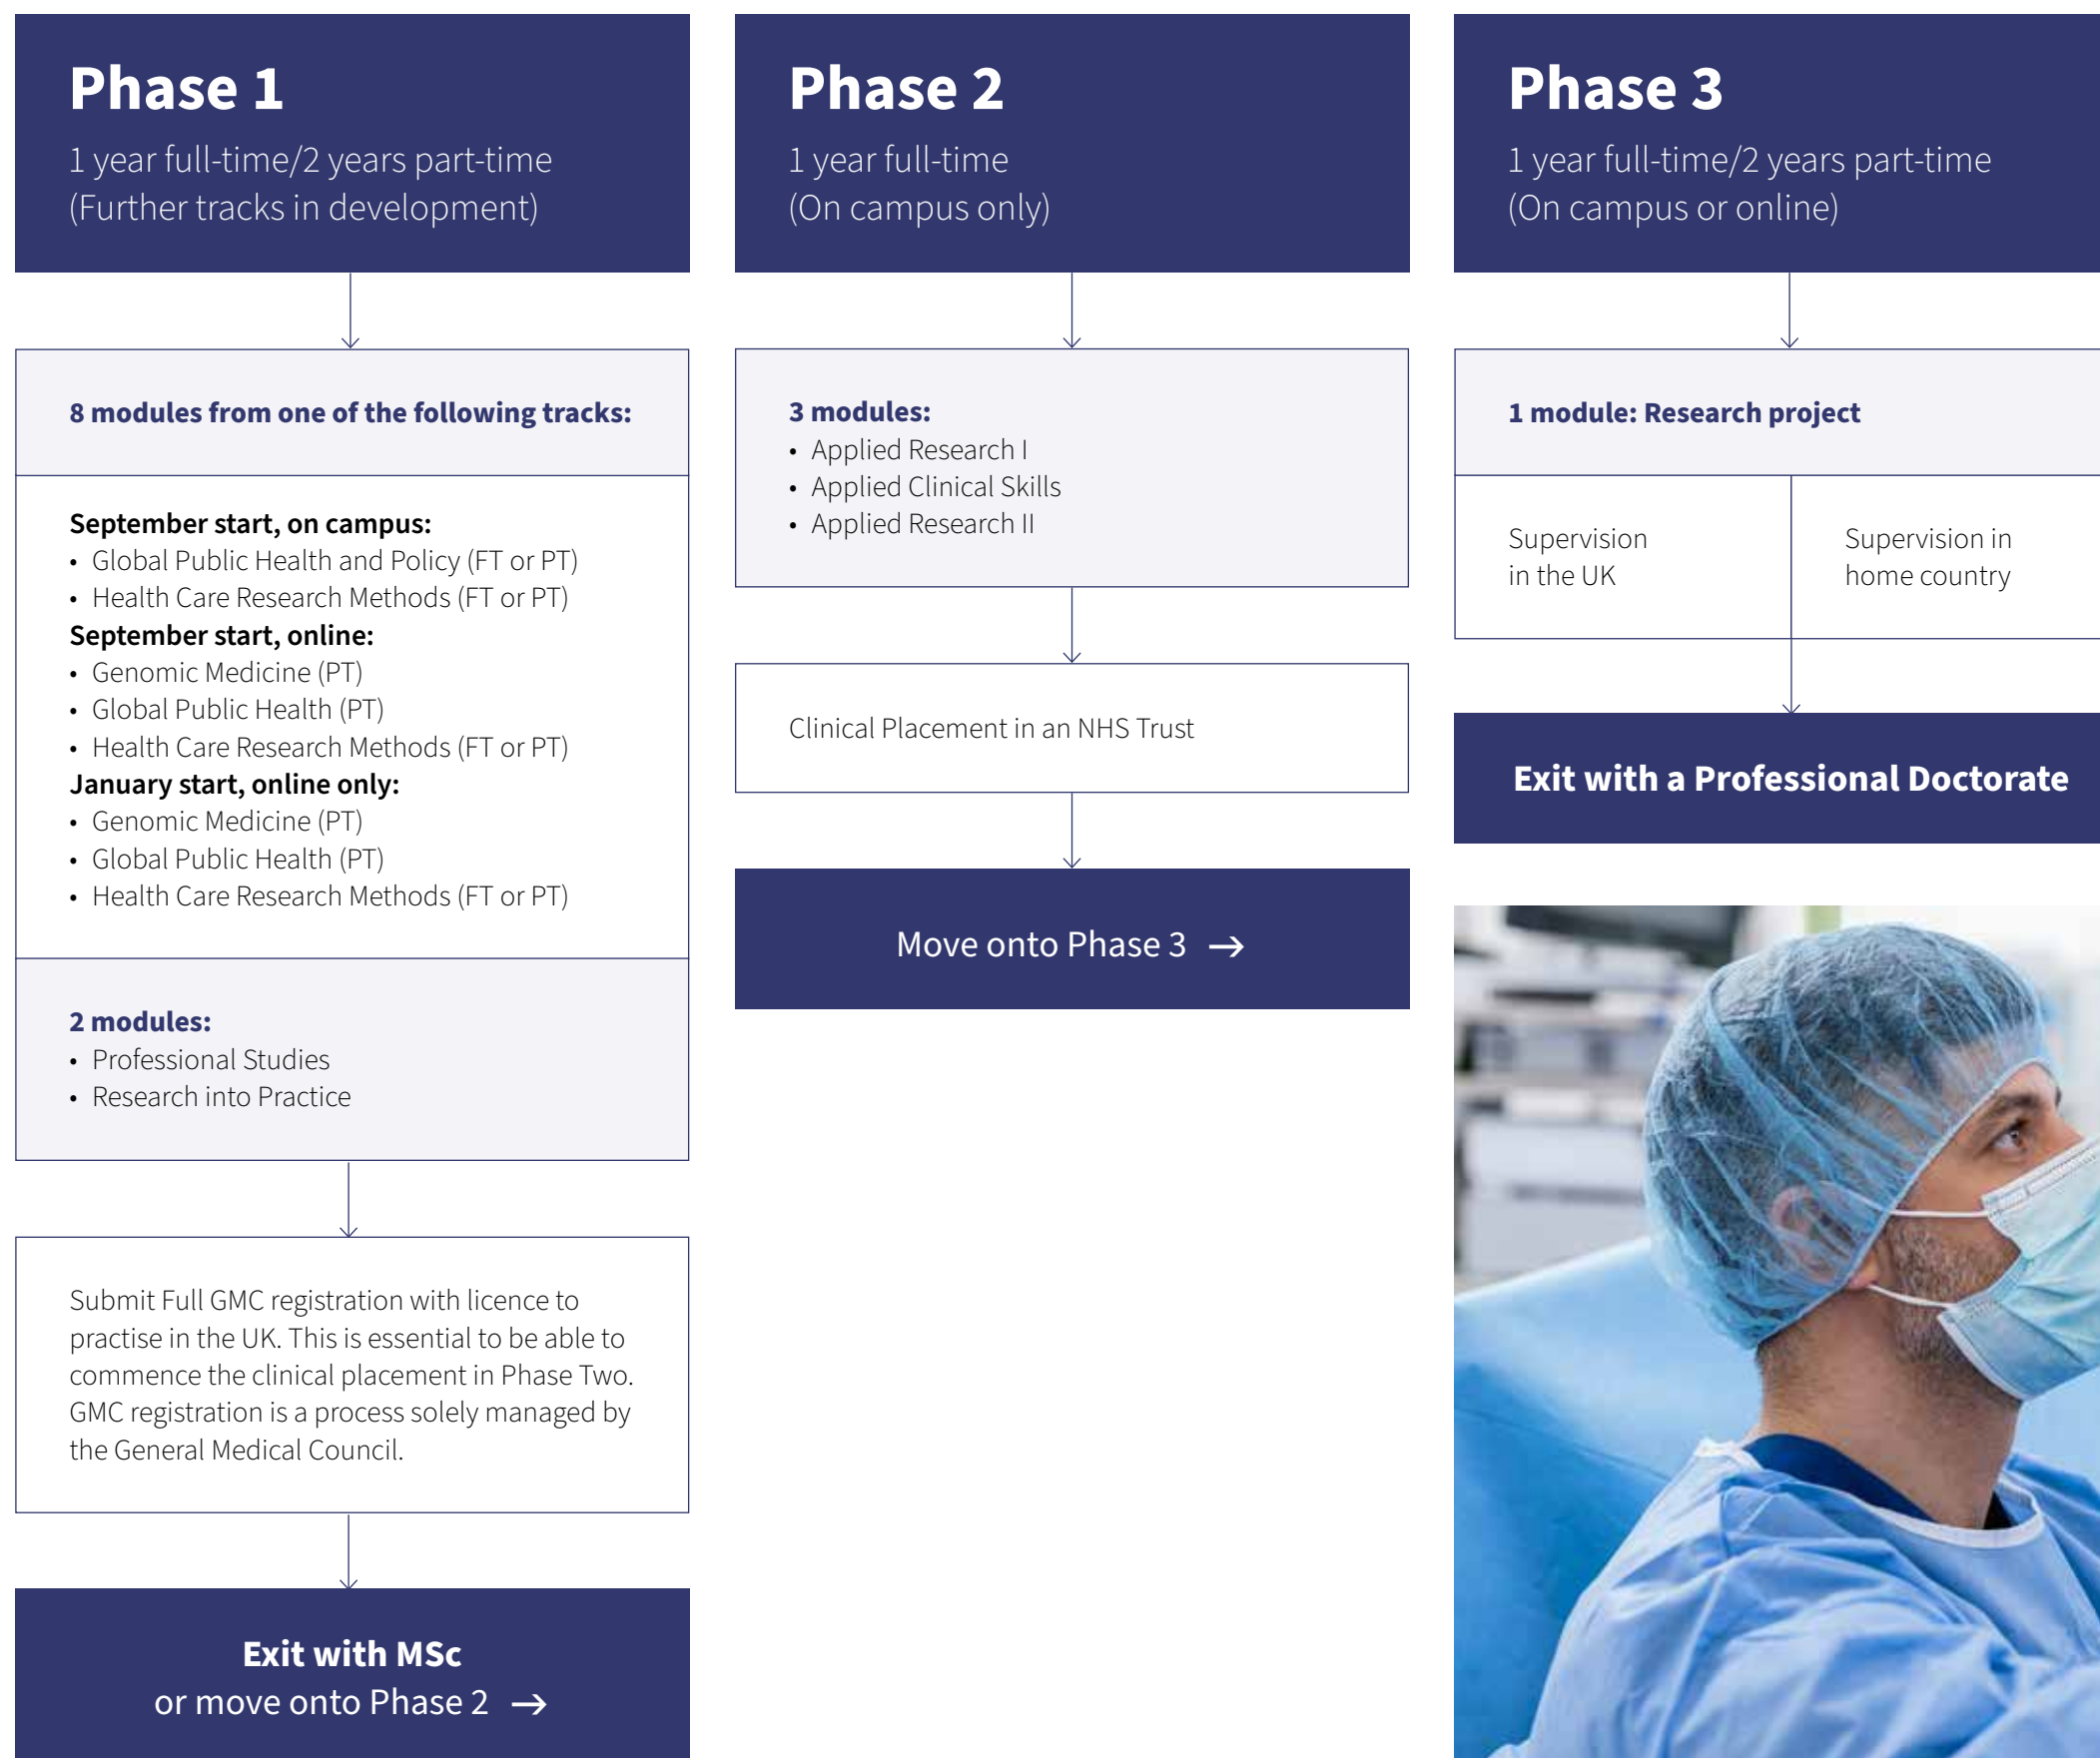 Phase 1
1 year full-time/2 years part-time
(Further tracks in development)
8 modules from one of the following tracks:
September start, on campus:
• Global Public Health and Policy (FT or PT)
• Health Care Research Methods (FT or PT)
September start, online:
• Genomic Medicine (PT)
• Global Public Health (PT)
• Health Care Research Methods (FT or PT)
January start, online only:
• Genomic Medicine (PT)
• Global Public Health (PT)
• Health Care Research Methods (FT or PT)
2 modules:
• Professional Studies
• Research into Practice
Submit Full GMC registration with licence to
practise in the UK. This is essential to be able to
commence the clinical placement in Phase Two.
GMC registration is a process solely managed by
the General Medical Council.
Exit with MSc
or move onto Phase 2 →
Phase 2
1 year full-time
(On campus only)
3 modules:
• Applied Research I
• Applied Clinical Skills
• Applied Research II
Clinical Placement in an NHS Trust
Move onto Phase 3 →
Phase 3
1 year full-time/2 years part-time
(On campus or online)
1 module: Research project
Supervision
in the UK
Supervision in
home country
Exit with a Professional Doctorate